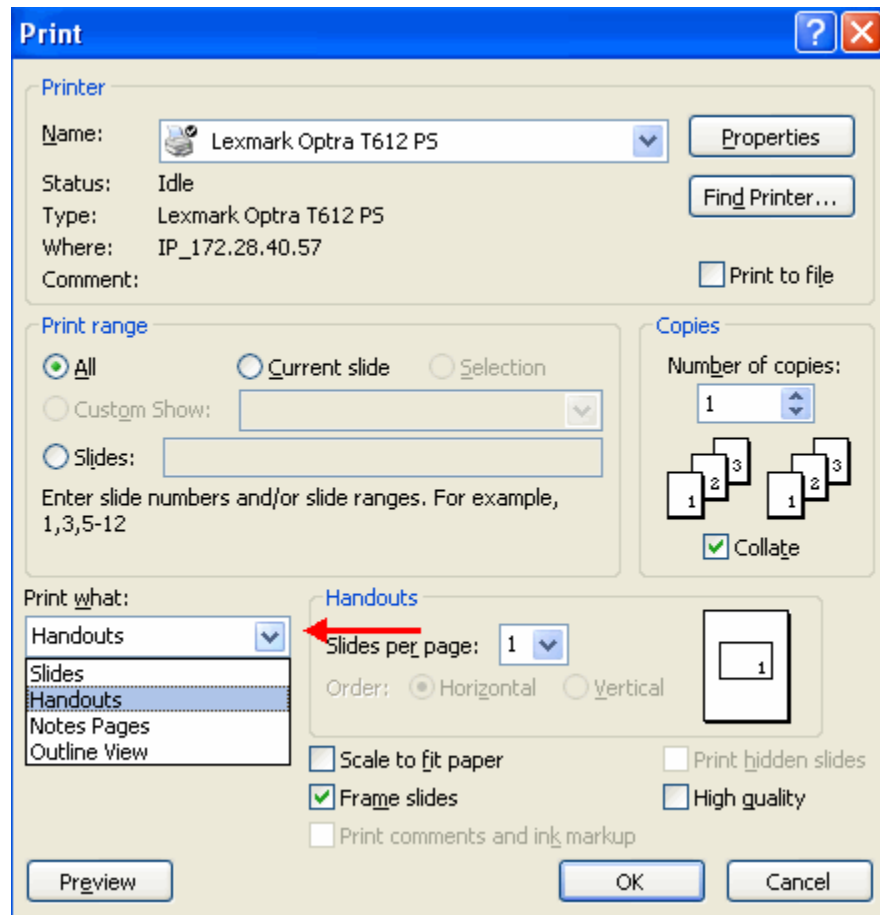 Print
Printer
Name: Lexmark Optra T612 PS Properties
Status: Idle
Find Printer...
Type: Lexmark Optra T612 PS
Where: IP_172.28.40.57
Comment: Print to file
Print range
All Current slide Selection
Custom Show:
Slides:
Enter slide numbers and/or slide ranges. For example,
1,3,5-12
Copies
Number of copies:
1
1 2 3 1 2 3
Collate
Print what:
Handouts
Slides
Handouts
Notes Pages
Outline View
Handouts
Slides per page: 1
Order: Horizontal Vertical
1
Scale to fit paper Print hidden slides
Frame slides High quality
Print comments and ink markup
Preview OK Cancel